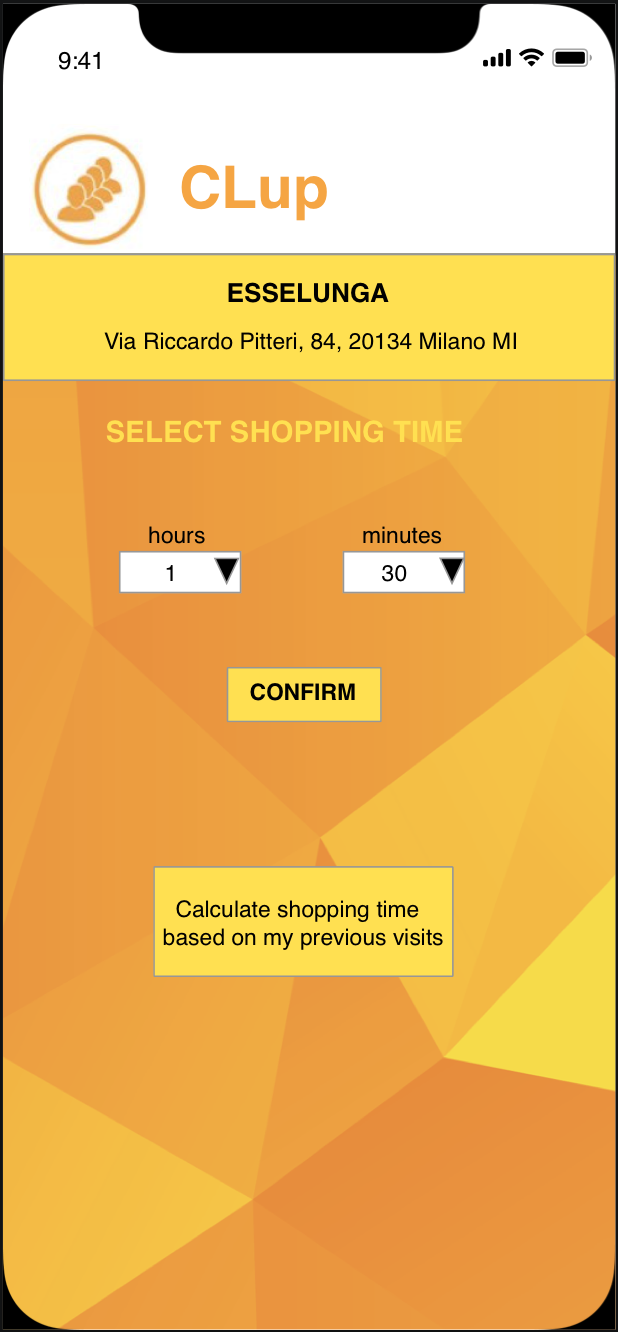 9:41
CLup
ESSELUNGA
Via Riccardo Pitteri, 84, 20134 Milano MI
SELECT SHOPPING TIME
hours minutes
1 30
CONFIRM
Calculate shopping time
based on my previous visits